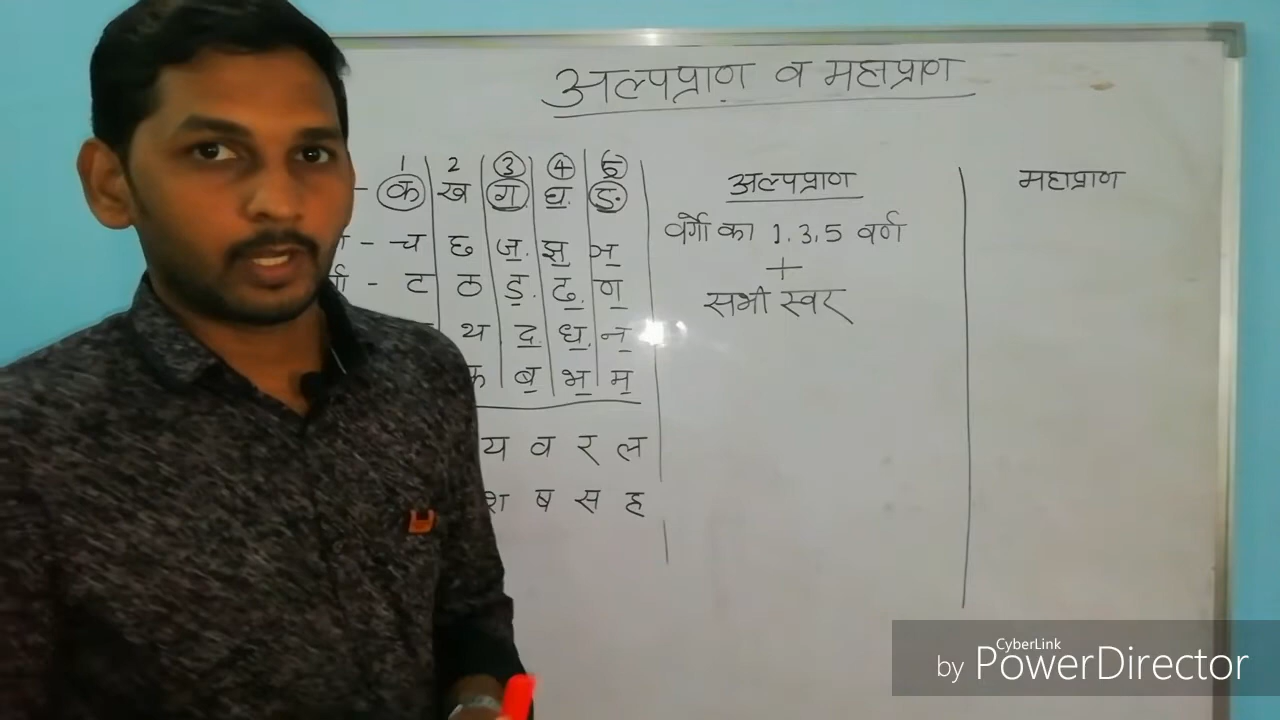 अल्पप्राण व महाप्राण
1 2 3 4 5
क ख ग घ ङ
- च छ ज झ ञ
- ट ठ ड ढ ण
थ द ध न
ब भ म
य व र ल
श ष स ह
अल्पप्राण
वर्गो का 1.3.5 वर्ण
+
सभी स्वर
महाप्राण
CyberLink
by PowerDirector